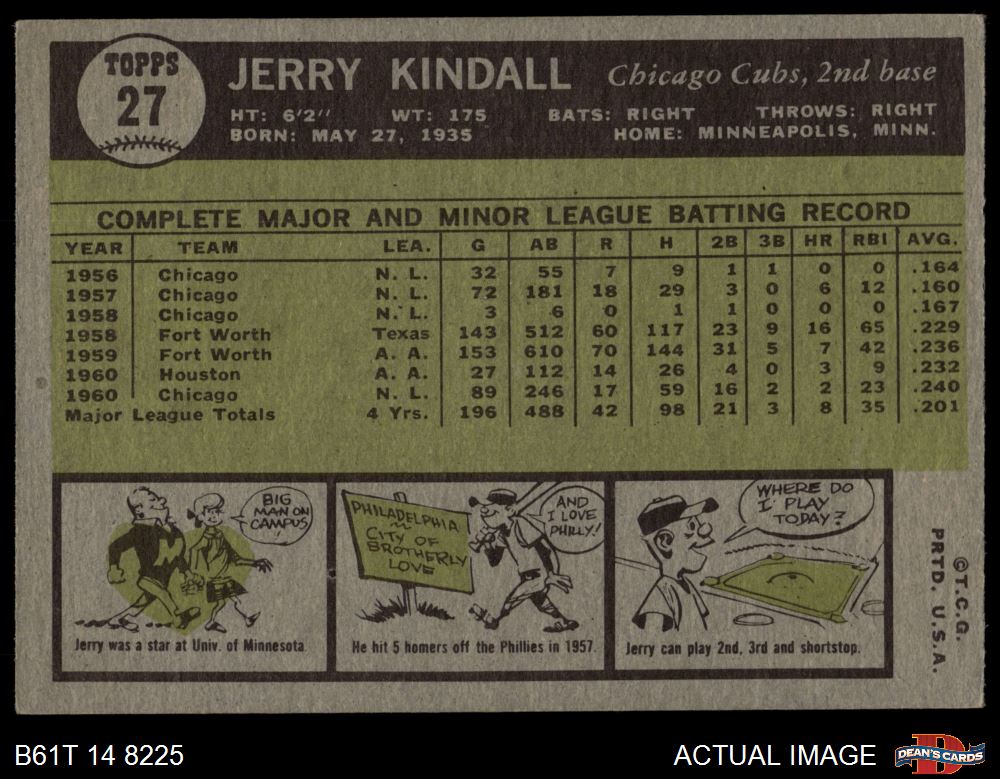 TOPPS
27
JERRY KINDALL Chicago Cubs, 2nd base
HT: 6'2" WT: 175 BATS: RIGHT THROWS: RIGHT
BORN: MAY 27, 1935 HOME: MINNEAPOLIS, MINN.
COMPLETE MAJOR AND MINOR LEAGUE BATTING RECORD
YEAR TEAM LEA. G AB R H 2B 3B HR RBI AVG.
1956 Chicago N. L. 32 55 7 9 1 1 0 0 .164
1957 Chicago N. L. 72 181 18 29 3 0 6 12 .160
1958 Chicago N. L. 3 6 0 1 1 0 0 0 .167
1958 Fort Worth Texas 143 512 60 117 23 9 16 65 .229
1959 Fort Worth A. A. 153 610 70 144 31 5 7 42 .236
1960 Houston A. A. 27 112 14 26 4 0 3 9 .232
1960 Chicago N. L. 89 246 17 59 16 2 2 23 .240
Major League Totals 4 Yrs. 196 488 42 98 21 3 8 35 .201
BIG
MAN ON
CAMPUS
M
Jerry was a star at Univ. of Minnesota.
PHILADELPHIA
CITY OF
BROTHERLY
LOVE
AND
I LOVE
PHILLY!
He hit 5 homers off the Phillies in 1957.
WHERE DO
I PLAY
TODAY?
Jerry can play 2nd, 3rd and shortstop.
©T.C.G.
PRTD. U.S.A.
B61T 14 8225 ACTUAL IMAGE
DEAN'S CARDS